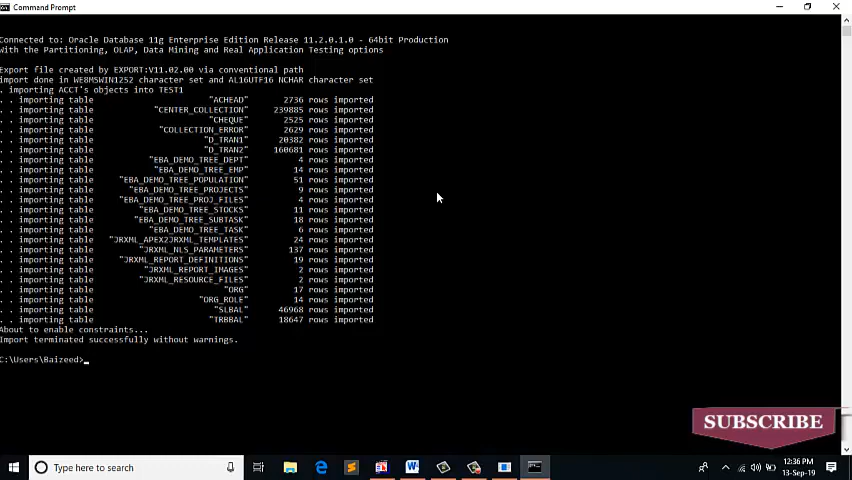 Command Prompt
Connected to: Oracle Database 11g Enterprise Edition Release 11.2.0.1.0 - 64bit Production
With the Partitioning, OLAP, Data Mining and Real Application Testing options
Export file created by EXPORT:V11.02.00 via conventional path
import done in WE8MSWIN1252 character set and AL16UTF16 NCHAR character set
. importing ACCT's objects into TEST1
. . importing table "ACHEAD" 2736 rows imported
. . importing table "CENTER_COLLECTION" 239885 rows imported
. . importing table "CHEQUE" 2525 rows imported
. . importing table "COLLECTION_ERROR" 2629 rows imported
. . importing table "D_TRAN1" 20382 rows imported
. . importing table "D_TRAN2" 160681 rows imported
. . importing table "EBA_DEMO_TREE_DEPT" 4 rows imported
. . importing table "EBA_DEMO_TREE_EMP" 14 rows imported
. . importing table "EBA_DEMO_TREE_POPULATION" 51 rows imported
. . importing table "EBA_DEMO_TREE_PROJECTS" 9 rows imported
. . importing table "EBA_DEMO_TREE_PROJ_FILES" 4 rows imported
. . importing table "EBA_DEMO_TREE_STOCKS" 11 rows imported
. . importing table "EBA_DEMO_TREE_SUBTASK" 18 rows imported
. . importing table "EBA_DEMO_TREE_TASK" 6 rows imported
. . importing table "JRXML_APEX2JRXML_TEMPLATES" 24 rows imported
. . importing table "JRXML_NLS_PARAMETERS" 137 rows imported
. . importing table "JRXML_REPORT_DEFINITIONS" 19 rows imported
. . importing table "JRXML_REPORT_IMAGES" 2 rows imported
. . importing table "JRXML_RESOURCE_FILES" 2 rows imported
. . importing table "ORG" 17 rows imported
. . importing table "ORG_ROLE" 14 rows imported
. . importing table "SLBAL" 46968 rows imported
. . importing table "TRBBAL" 18647 rows imported
About to enable constraints...
Import terminated successfully without warnings.
C:\Users\Baizeed>_
SUBSCRIBE
Type here to search
12:36 PM
13-Sep-19